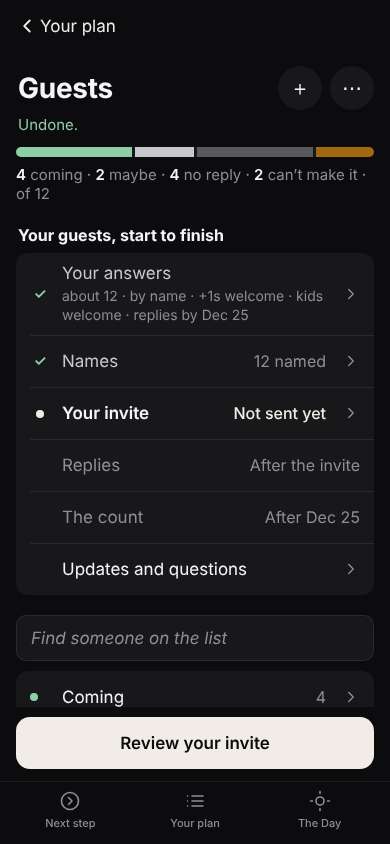 Your plan
Guests
Undone.
4 coming · 2 maybe · 4 no reply · 2 can't make it ·
of 12
Your guests, start to finish
Your answers
about 12 · by name · +1s welcome · kids
welcome · replies by Dec 25
Names 12 named
Your invite Not sent yet
Replies After the invite
The count After Dec 25
Updates and questions
Find someone on the list
Coming 4
Review your invite
Next step Your plan The Day